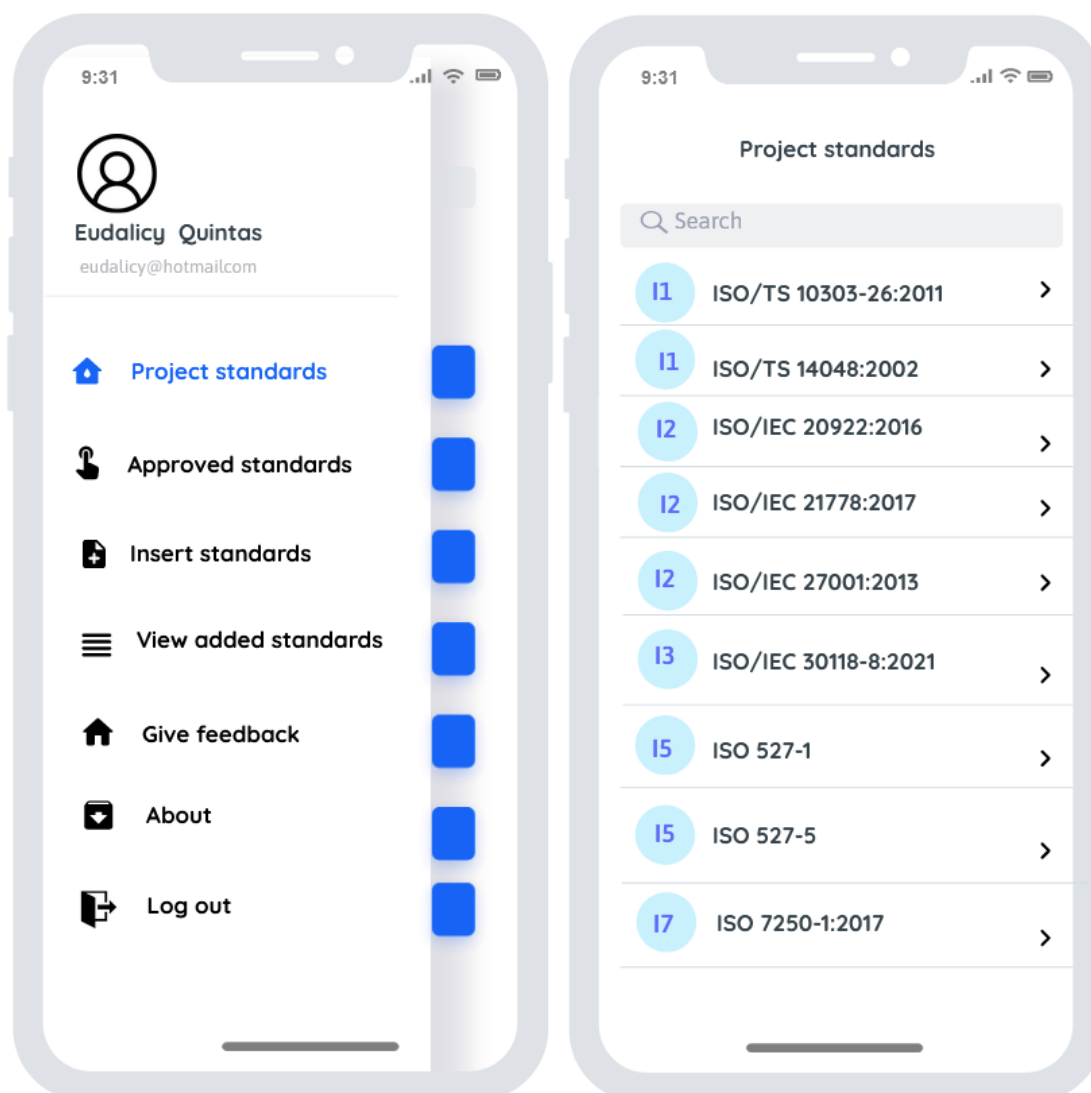 9:31
Eudalicy Quintas
eudalicy@hotmailcom
Project standards
Approved standards
Insert standards
View added standards
Give feedback
About
Log out
9:31
Project standards
Search
I1 ISO/TS 10303-26:2011
I1 ISO/TS 14048:2002
I2 ISO/IEC 20922:2016
I2 ISO/IEC 21778:2017
I2 ISO/IEC 27001:2013
I3 ISO/IEC 30118-8:2021
I5 ISO 527-1
I5 ISO 527-5
I7 ISO 7250-1:2017